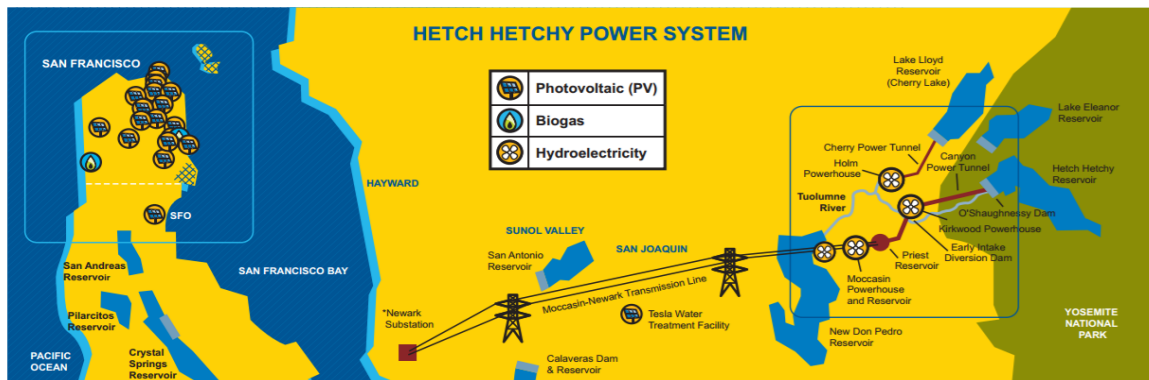 HETCH HETCHY POWER SYSTEM
SAN FRANCISCO
Photovoltaic (PV)
Biogas
Hydroelectricity
SFO
San Andreas
Reservoir
Pilarcitos
Reservoir
Crystal
Springs
Reservoir
PACIFIC
OCEAN
SAN FRANCISCO BAY
HAYWARD
*Newark
Substation
SUNOL VALLEY
San Antonio
Reservoir
Moccasin-Newark Transmission Line
Calaveras Dam
& Reservoir
SAN JOAQUIN
Tesla Water
Treatment Facility
Lake Lloyd
Reservoir
(Cherry Lake)
Lake Eleanor
Reservoir
Cherry Power Tunnel
Holm
Powerhouse
Canyon
Power Tunnel
Hetch Hetchy
Reservoir
Tuolumne
River
O'Shaughnessy Dam
Kirkwood Powerhouse
Early Intake
Diversion Dam
Priest
Reservoir
Moccasin
Powerhouse
and Reservoir
New Don Pedro
Reservoir
YOSEMITE
NATIONAL
PARK